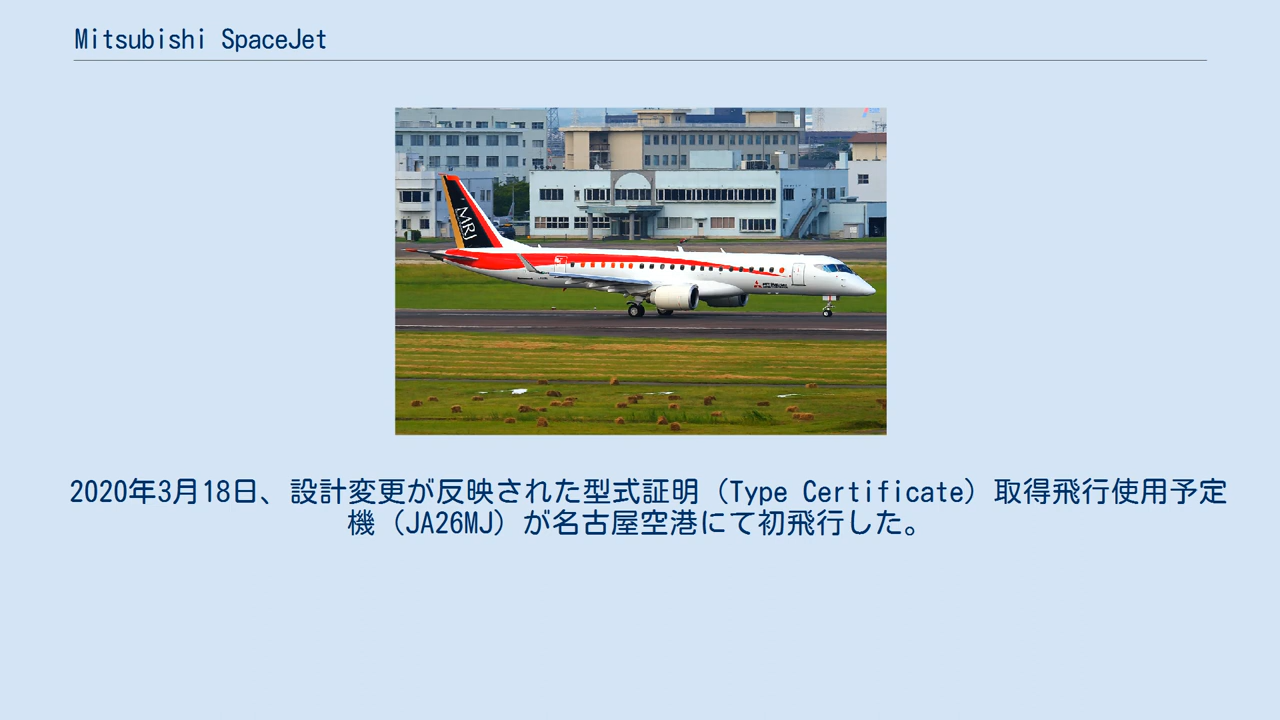 Mitsubishi SpaceJet
MRJ
2020年3月18日、設計変更が反映された型式証明（Type Certificate）取得飛行使用予定
機（JA26MJ）が名古屋空港にて初飛行した。